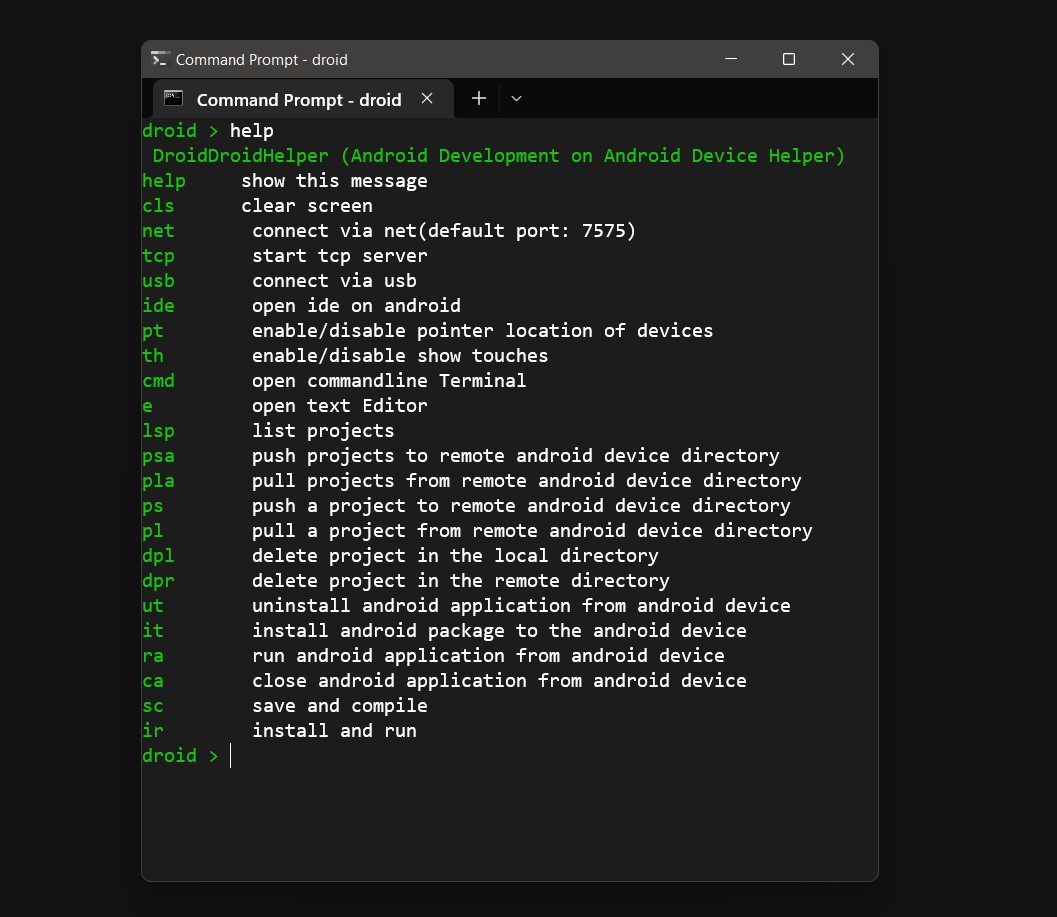 Command Prompt - droid
Command Prompt - droid
droid > help
DroidDroidHelper (Android Development on Android Device Helper)
help show this message
cls clear screen
net connect via net(default port: 7575)
tcp start tcp server
usb connect via usb
ide open ide on android
pt enable/disable pointer location of devices
th enable/disable show touches
cmd open commandline Terminal
e open text Editor
lsp list projects
psa push projects to remote android device directory
pla pull projects from remote android device directory
ps push a project to remote android device directory
pl pull a project from remote android device directory
dpl delete project in the local directory
dpr delete project in the remote directory
ut uninstall android application from android device
it install android package to the android device
ra run android application from android device
ca close android application from android device
sc save and compile
ir install and run
droid >